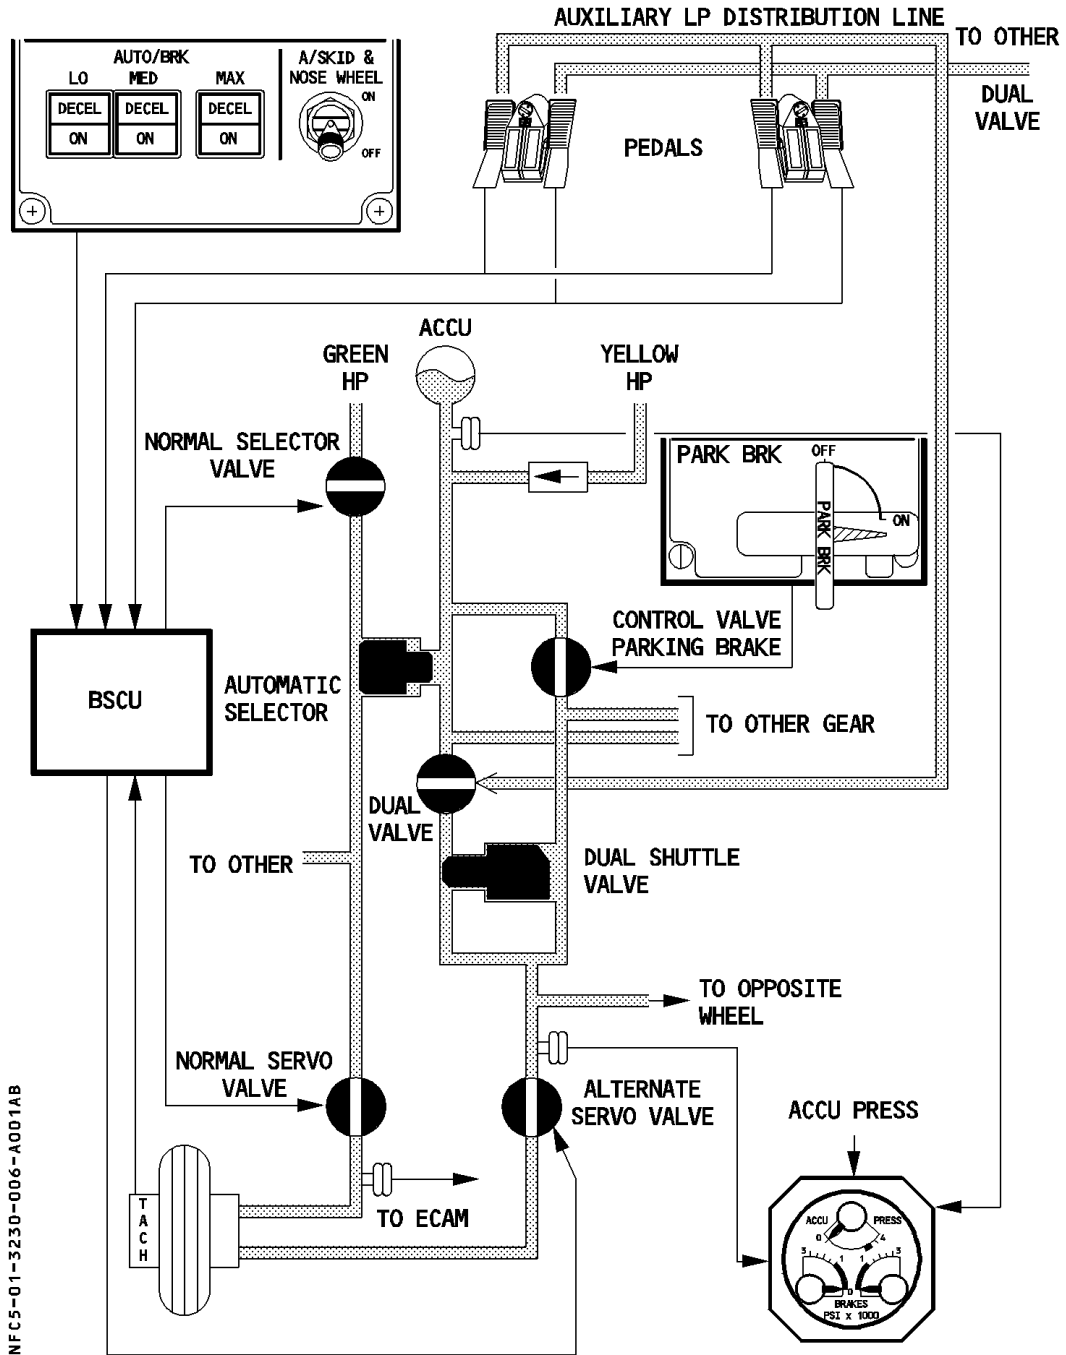 AUXILIARY LP DISTRIBUTION LINE
TO OTHER
DUAL
VALVE
AUTO/BRK
LO MED MAX
DECEL DECEL DECEL
ON ON ON
A/SKID &
NOSE WHEEL
ON
OFF
PEDALS
ACCU
GREEN
HP
YELLOW
HP
NORMAL SELECTOR
VALVE
PARK BRK
OFF
ON
PARK BRK
CONTROL VALVE
PARKING BRAKE
BSCU
AUTOMATIC
SELECTOR
TO OTHER GEAR
DUAL
VALVE
TO OTHER
DUAL SHUTTLE
VALVE
TO OPPOSITE
WHEEL
NORMAL SERVO
VALVE
ALTERNATE
SERVO VALVE
ACCU PRESS
TACH
TO ECAM
ACCU PRESS
0 4
3 1 1 3
0
BRAKES
PSI x 1000
NFC5-01-3230-006-A001AB